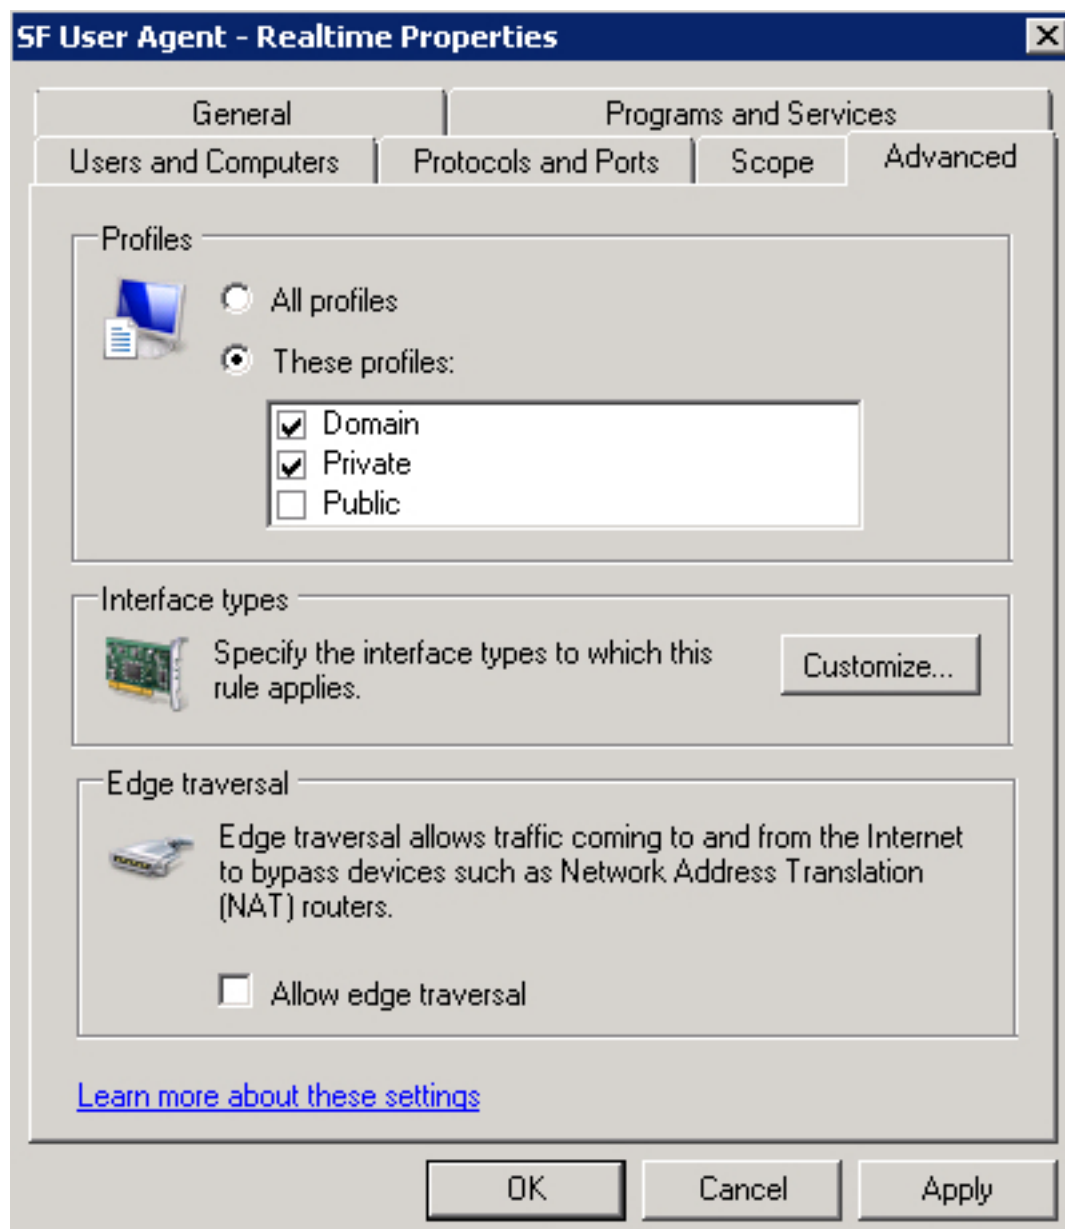 SF User Agent - Realtime Properties
General
Programs and Services
Users and Computers
Protocols and Ports
Scope
Advanced
Profiles
All profiles
These profiles:
Domain
Private
Public
Interface types
Specify the interface types to which this
rule applies.
Customize...
Edge traversal
Edge traversal allows traffic coming to and from the Internet
to bypass devices such as Network Address Translation
(NAT) routers.
Allow edge traversal
Learn more about these settings
OK
Cancel
Apply